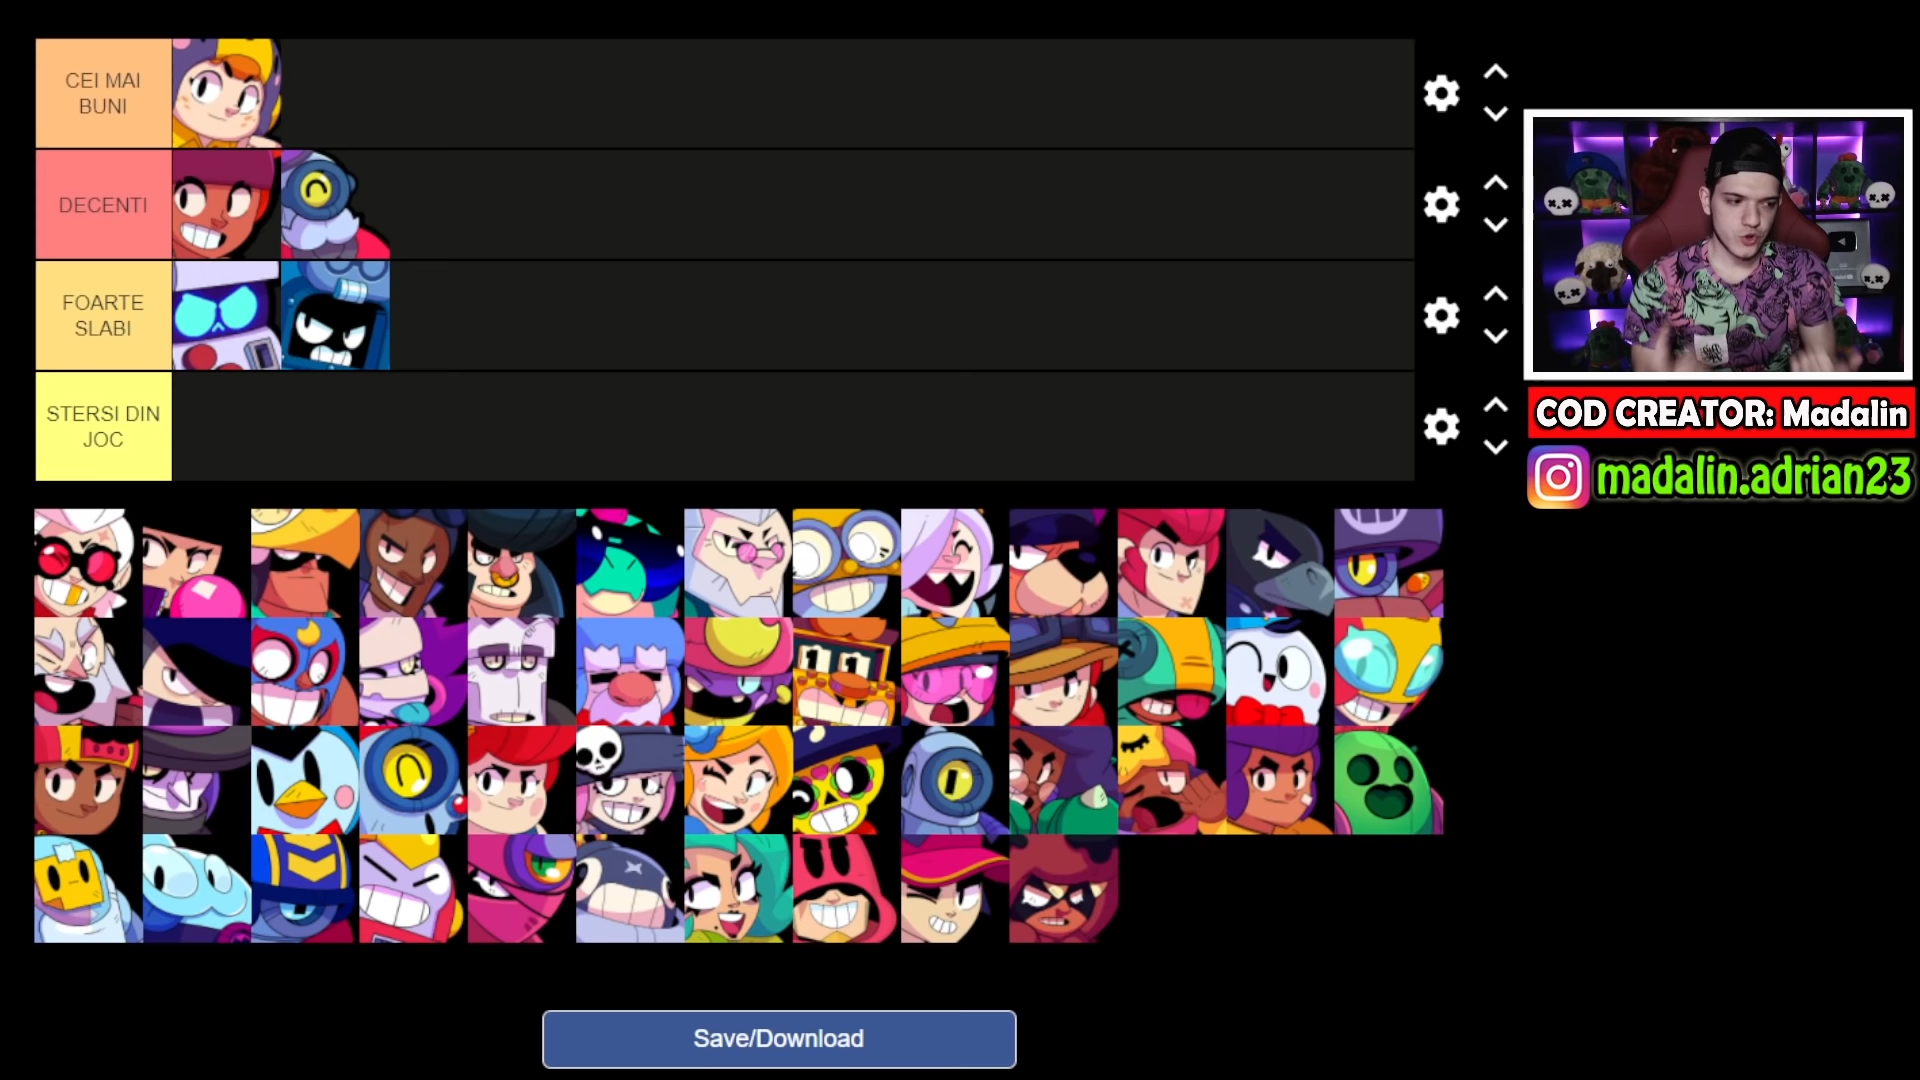 CEI MAI
BUNI
DECENTI
FOARTE
SLABI
STERSI DIN
JOC
COD CREATOR: Madalin
madalin.adrian23
Save/Download